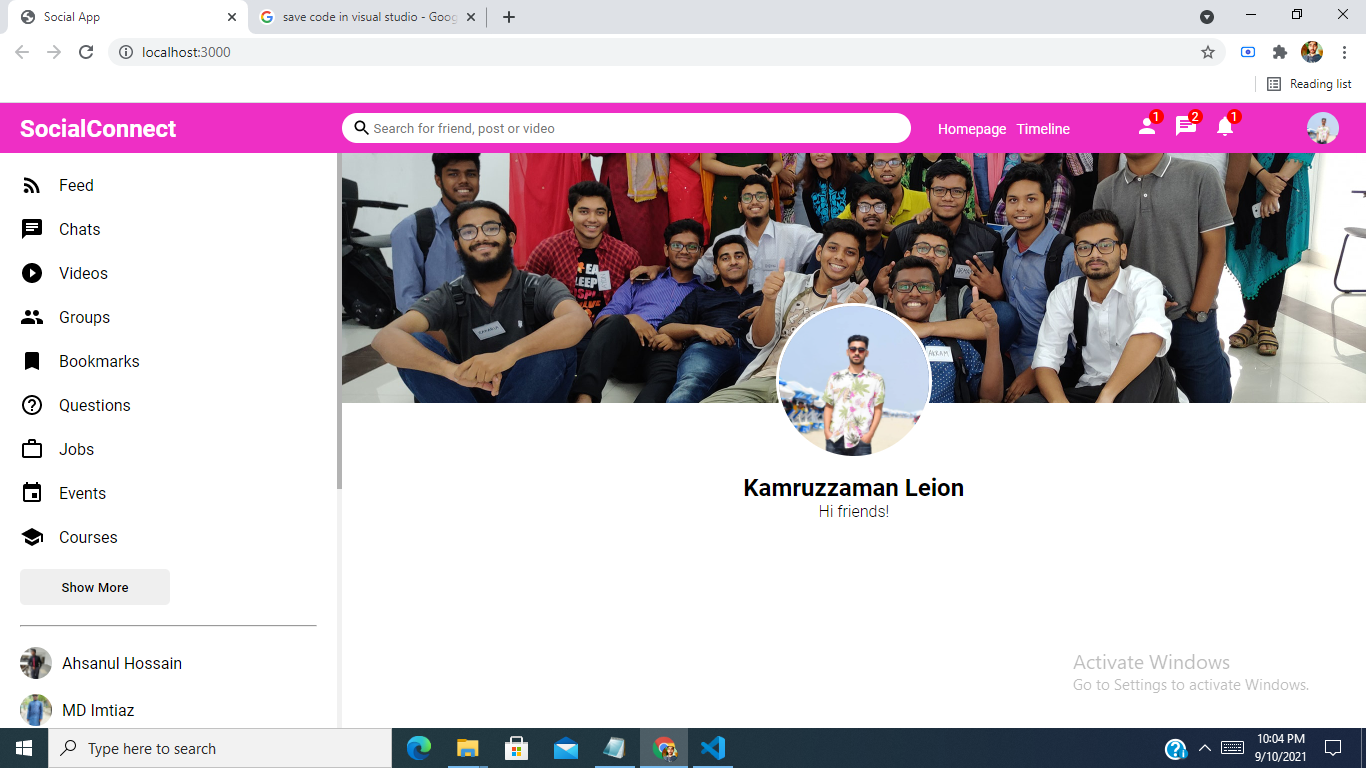 Social App
save code in visual studio - Goog
localhost:3000
Reading list
SocialConnect
Search for friend, post or video
Homepage Timeline
1
2
1
Feed
Chats
Videos
Groups
Bookmarks
Questions
Jobs
Events
Courses
Show More
Ahsanul Hossain
MD Imtiaz
AKRAM
Kamruzzaman Leion
Hi friends!
Activate Windows
Go to Settings to activate Windows.
Type here to search
10:04 PM
9/10/2021